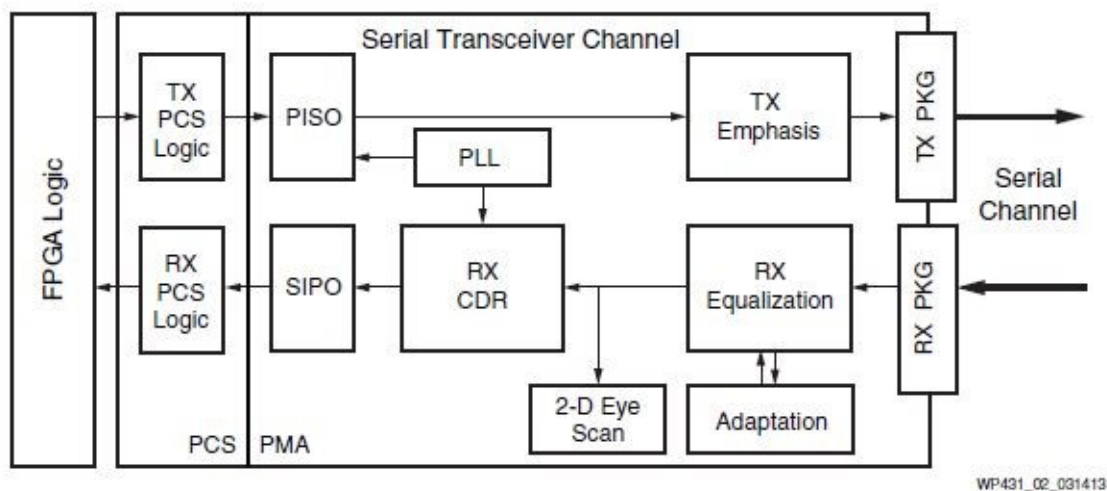 Serial Transceiver Channel
FPGA Logic
TX
PCS
Logic
PISO
PLL
TX
Emphasis
TX PKG
Serial
Channel
RX
PCS
Logic
SIPO
RX
CDR
RX
Equalization
RX PKG
2-D Eye
Scan
Adaptation
PCS
PMA
WP431_02_031413